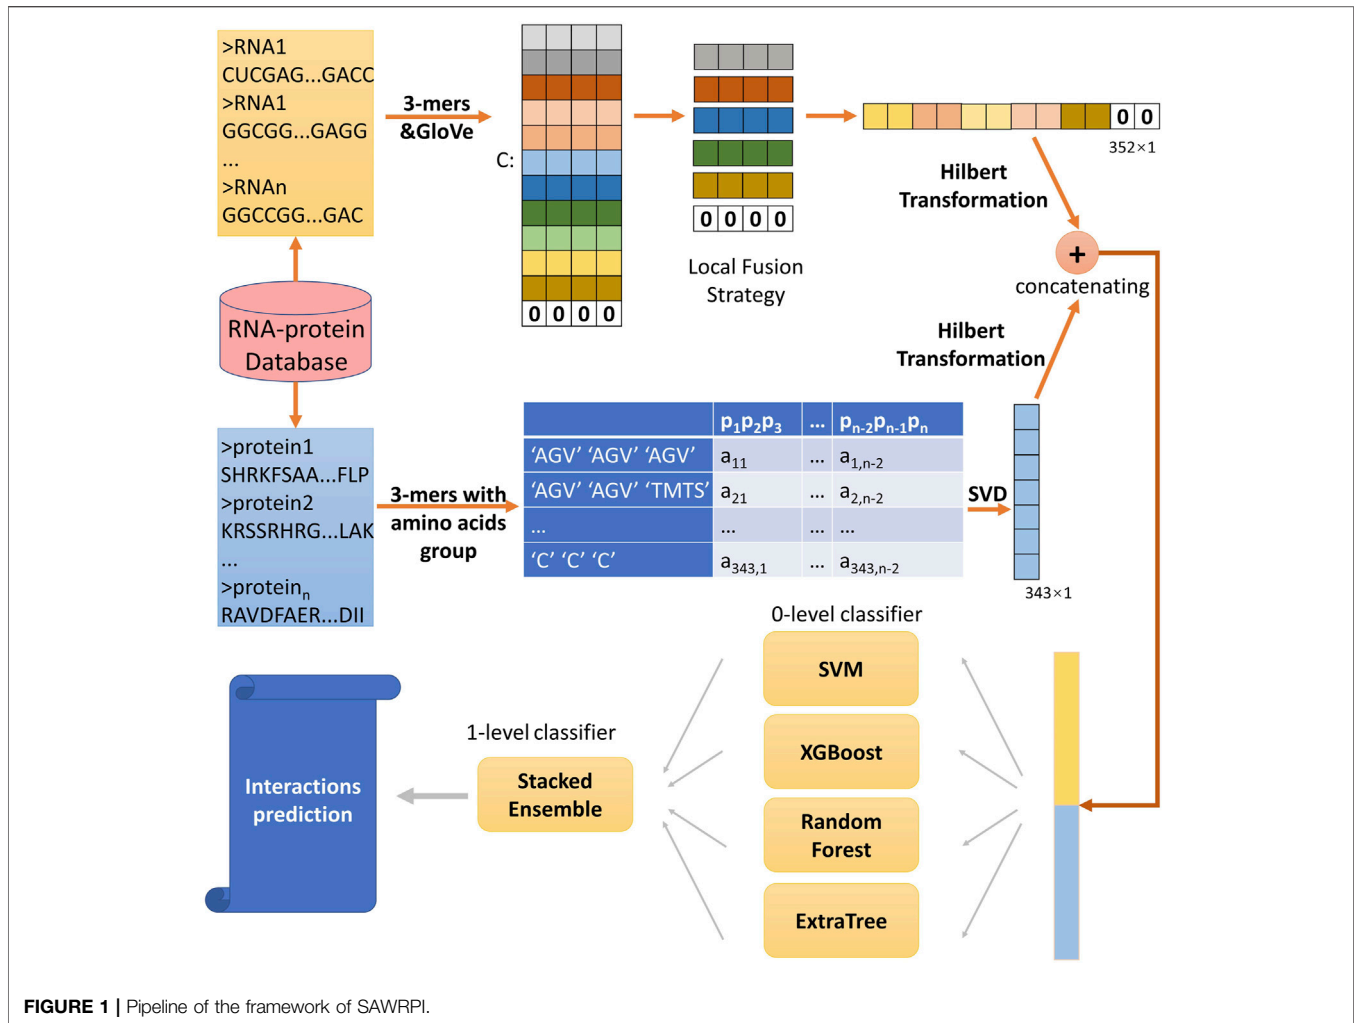 >RNA1
CUCGAG...GACC
>RNA1
GGCGG...GAGG
...
>RNAn
GGCCGG...GAC
3-mers
&GloVe
C:
0 0 0 0
0 0 0 0
Local Fusion
Strategy
0 0
352×1
Hilbert
Transformation
+
concatenating
Hilbert
Transformation
RNA-protein
Database
>protein1
SHRKFSAA...FLP
>protein2
KRSSRHRG...LAK
...
>proteinn
RAVDFAER...DII
3-mers with
amino acids
group
p1p2p3 ... pn-2pn-1pn
‘AGV’ ‘AGV’ ‘AGV’ a11 ... a1,n-2
‘AGV’ ‘AGV’ ‘TMTS’ a21 ... a2,n-2
... ... ... ...
‘C’ ‘C’ ‘C’ a343,1 ... a343,n-2
SVD
343×1
0-level classifier
SVM
XGBoost
Random
Forest
ExtraTree
1-level classifier
Stacked
Ensemble
Interactions
prediction
FIGURE 1 | Pipeline of the framework of SAWRPI.